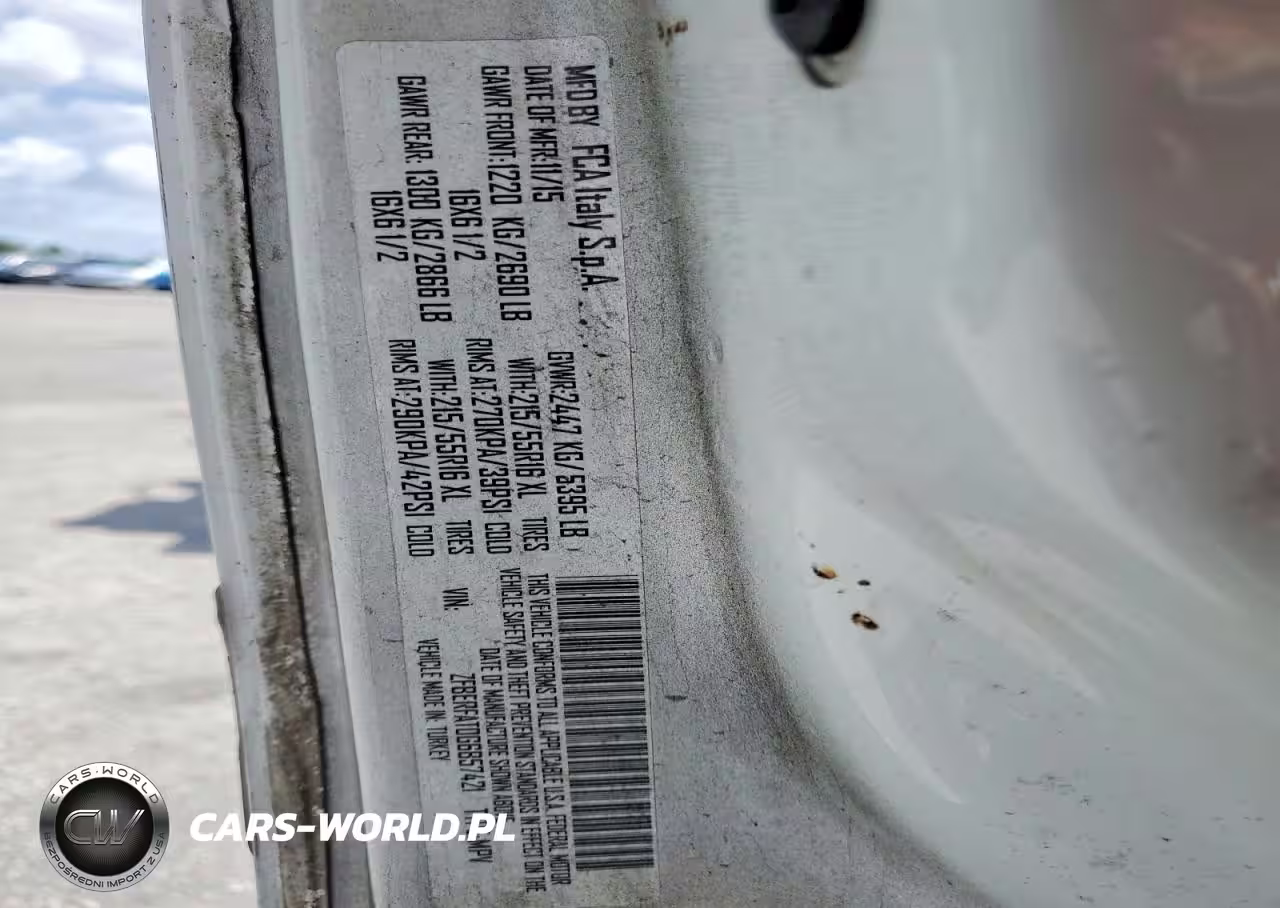 MFD BY FCA Italy S.p.A.
DATE OF MFR:11/15 GVWR:2447 KG/5395 LB
GAWR FRONT:1220 KG/2690 LB WITH:215/55R16 XL TIRES
16X6 1/2 RIMS AT:270KPA/39PSI COLD
GAWR REAR: 1300 KG/2866 LB WITH:215/55R16 XL TIRES
16X6 1/2 RIMS AT:290KPA/42PSI COLD
THIS VEHICLE CONFORMS TO ALL APPLICABLE U.S.A. FEDERAL MOTOR
VEHICLE SAFETY AND THEFT PREVENTION STANDARDS IN EFFECT ON THE
DATE OF MANUFACTURE SHOWN
VIN: ZFBERFAT0G6B57421 MPV
VEHICLE MADE IN: TURKEY
CARS-WORLD
CW
BEZPOŚREDNI IMPORT Z USA
CARS-WORLD.PL